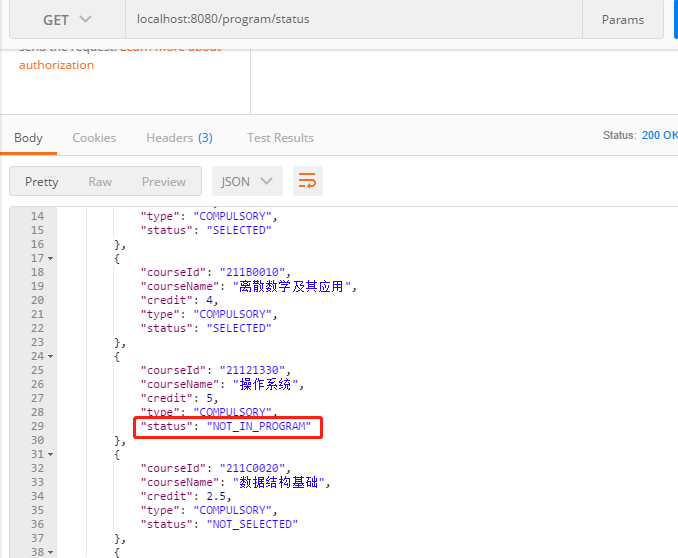 GET
localhost:8080/program/status
Params
send the request. Learn more about
authorization
Body
Cookies
Headers (3)
Test Results
Status: 200 OK
Pretty
Raw
Preview
JSON
14 "type": "COMPULSORY",
15 "status": "SELECTED"
16 },
17 {
18 "courseId": "211B0010",
19 "courseName": "离散数学及其应用",
20 "credit": 4,
21 "type": "COMPULSORY",
22 "status": "SELECTED"
23 },
24 {
25 "courseId": "21121330",
26 "courseName": "操作系统",
27 "credit": 5,
28 "type": "COMPULSORY",
29 "status": "NOT_IN_PROGRAM"
30 },
31 {
32 "courseId": "211C0020",
33 "courseName": "数据结构基础",
34 "credit": 2.5,
35 "type": "COMPULSORY",
36 "status": "NOT_SELECTED"
37 },
38 {